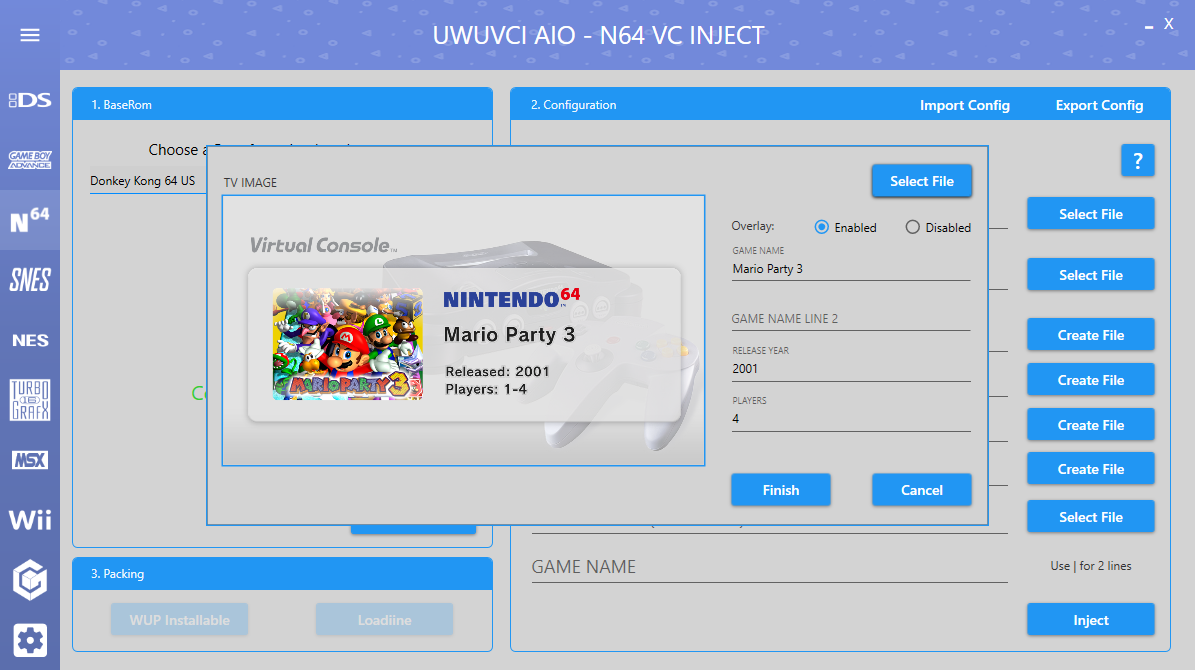 UWUVCI AIO - N64 VC INJECT
X
DS
GAME BOY
ADVANCE
N64
SNES
NES
TURBO
16
GRAFX
MSX
Wii
1. BaseRom
Choose a
Donkey Kong 64 US
3. Packing
WUP Installable
Loadiine
2. Configuration
Import Config
Export Config
?
Select File
Select File
Create File
Create File
Create File
Create File
Select File
GAME NAME
Use | for 2 lines
Inject
TV IMAGE
Select File
Virtual Console™
NINTENDO64™
Mario Party 3
Released: 2001
Players: 1-4
MARIO PARTY 3
Overlay:
Enabled
Disabled
GAME NAME
Mario Party 3
GAME NAME LINE 2
RELEASE YEAR
2001
PLAYERS
4
Finish
Cancel